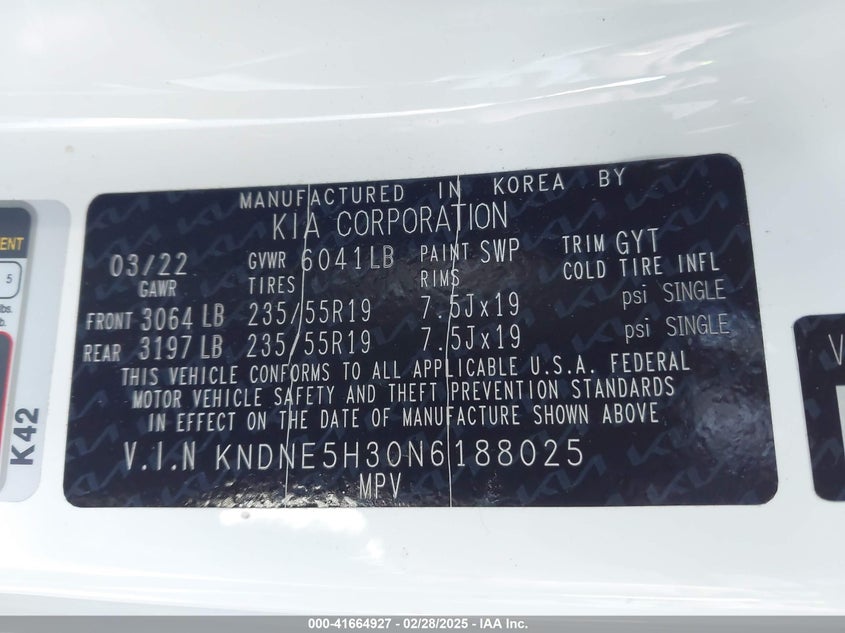 MANUFACTURED IN KOREA BY
KIA CORPORATION
03/22 GVWR 6041LB PAINT SWP TRIM GYT
GAWR TIRES RIMS COLD TIRE INFL
FRONT 3064 LB 235/55R19 7.5Jx19 psi SINGLE
REAR 3197 LB 235/55R19 7.5Jx19 psi SINGLE
THIS VEHICLE CONFORMS TO ALL APPLICABLE U.S.A. FEDERAL
MOTOR VEHICLE SAFETY AND THEFT PREVENTION STANDARDS
IN EFFECT ON THE DATE OF MANUFACTURE SHOWN ABOVE
V.I.N KNDNE5H30N6188025
MPV
ENT
5
lbs.
b.
K42
V
000-41664927 - 02/28/2025 - IAA Inc.